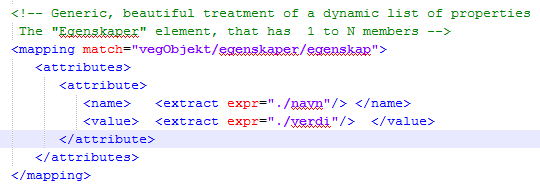 <!-- Generic, beautiful treatment of a dynamic list of properties
The "Egenskaper" element, that has  1 to N members -->
<mapping match="vegObjekt/egenskaper/egenskap">
<attributes>
<attribute>
<name>   <extract expr="./navn"/> </name>
<value>  <extract expr="./verdi"/>  </value>
</attribute>
</attributes>
</mapping>